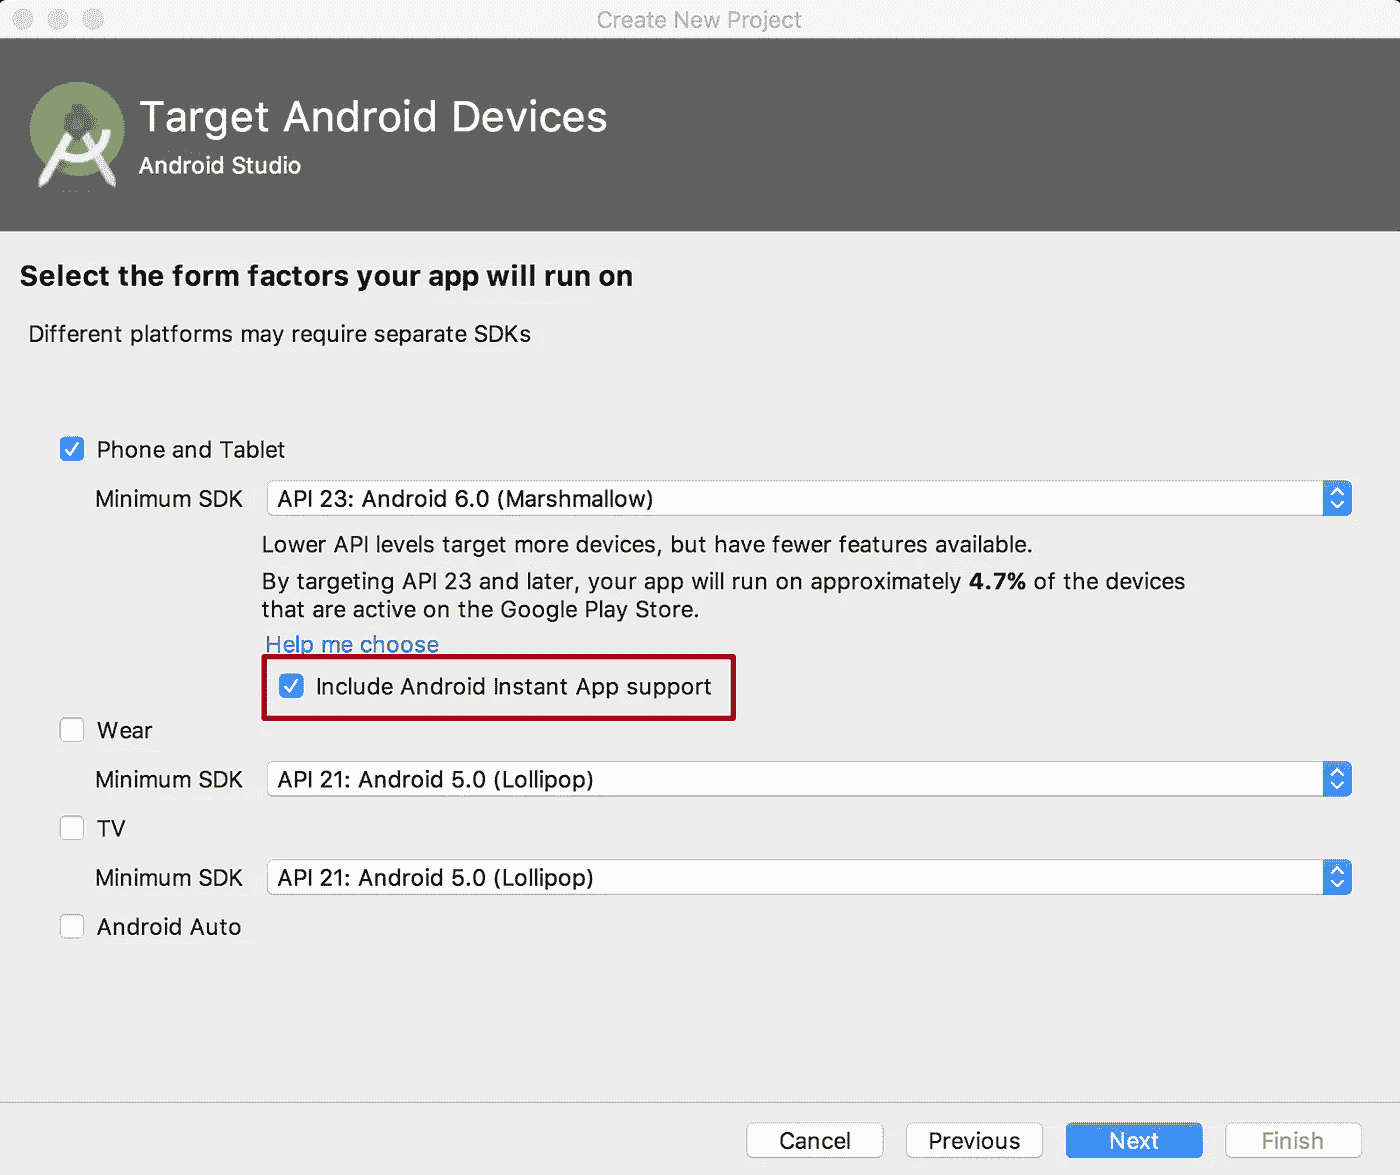 Create New Project
Target Android Devices
Android Studio
Select the form factors your app will run on
Different platforms may require separate SDKs
Phone and Tablet
Minimum SDK API 23: Android 6.0 (Marshmallow)
Lower API levels target more devices, but have fewer features available.
By targeting API 23 and later, your app will run on approximately 4.7% of the devices
that are active on the Google Play Store.
Help me choose
Include Android Instant App support
Wear
Minimum SDK API 21: Android 5.0 (Lollipop)
TV
Minimum SDK API 21: Android 5.0 (Lollipop)
Android Auto
Cancel Previous Next Finish